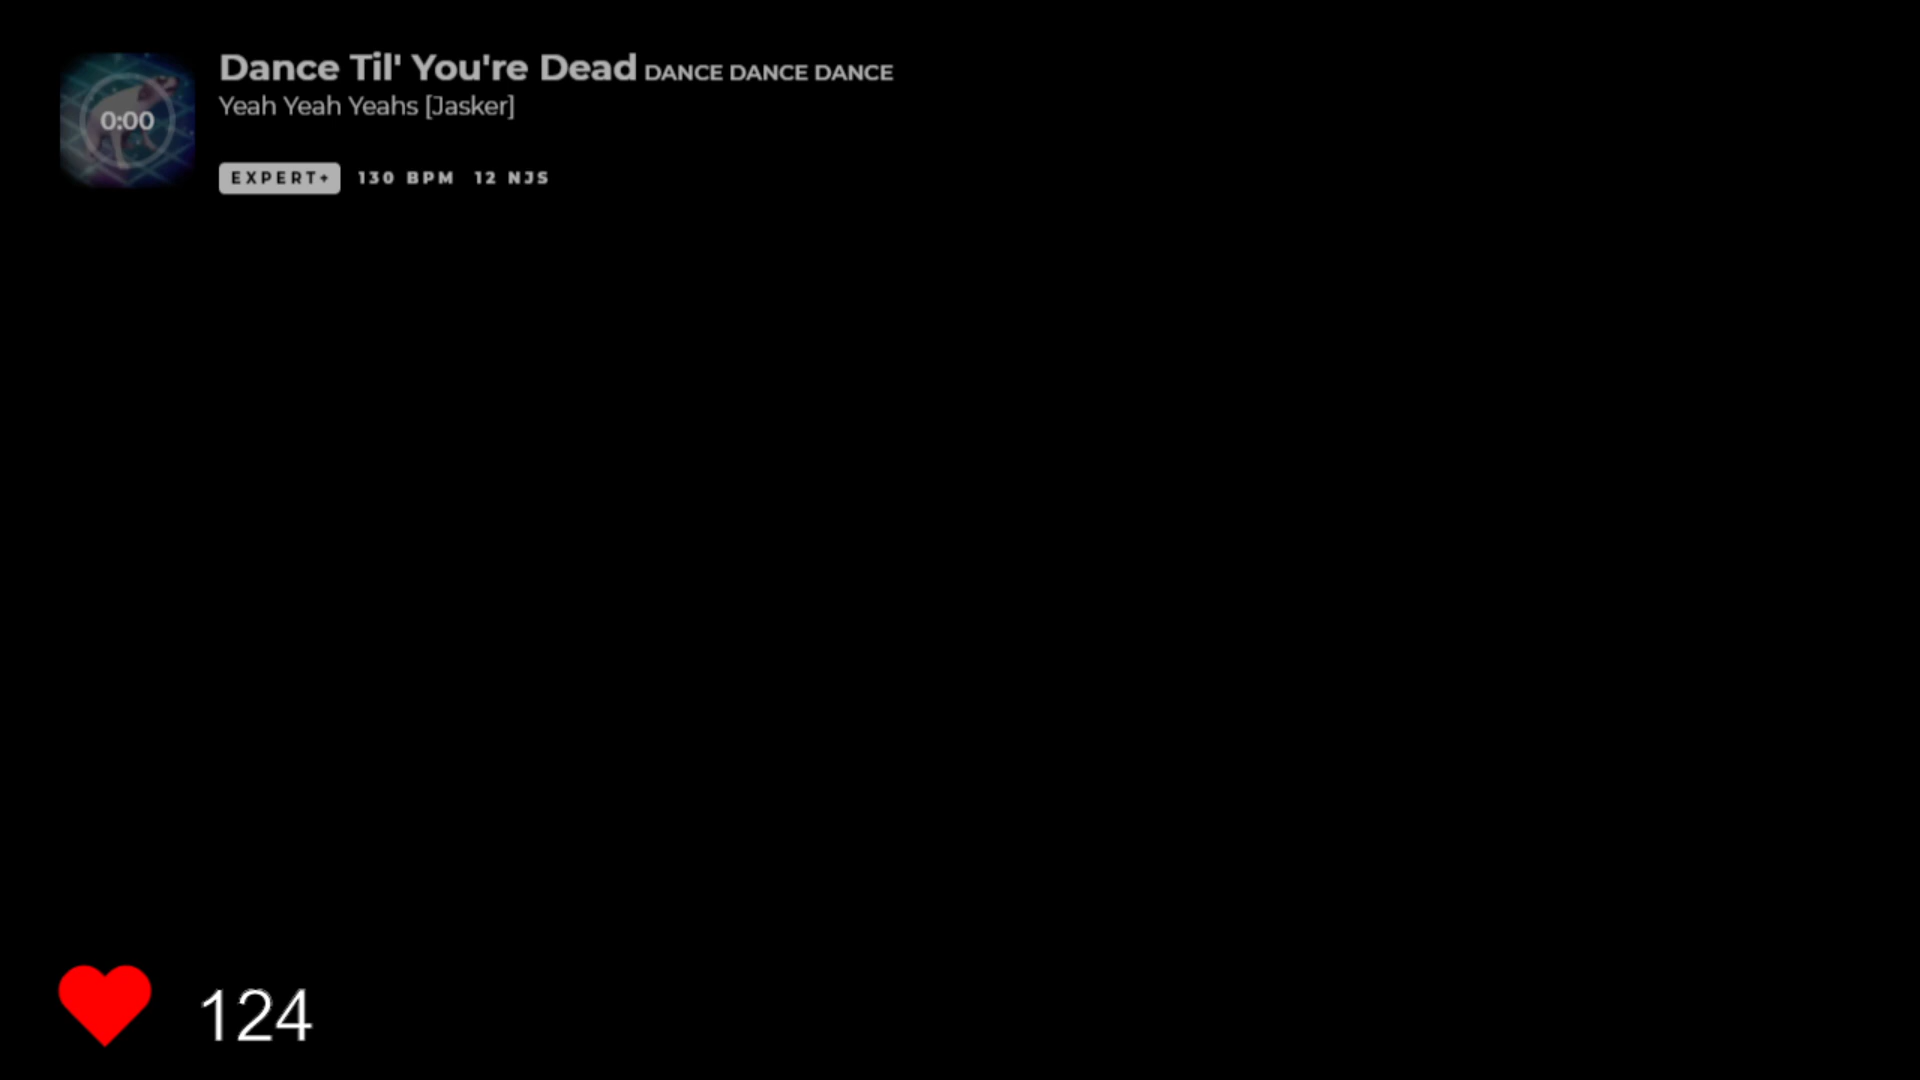 Dance Til' You're Dead DANCE DANCE DANCE
Yeah Yeah Yeahs [Jasker]
0:00
EXPERT+ 130 BPM 12 NJS
124